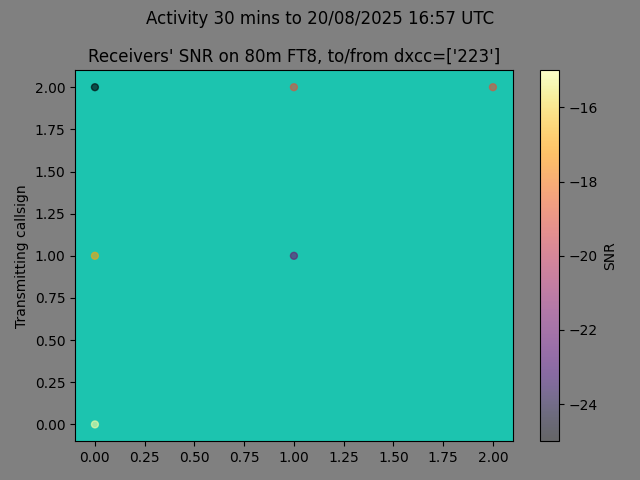 Activity 30 mins to 20/08/2025 16:57 UTC
Receivers' SNR on 80m FT8, to/from dxcc=['223']
2.00
1.75
1.50
1.25
1.00
0.75
0.50
0.25
0.00
Transmitting callsign
0.00 0.25 0.50 0.75 1.00 1.25 1.50 1.75 2.00
−16
−18
−20
−22
−24
SNR